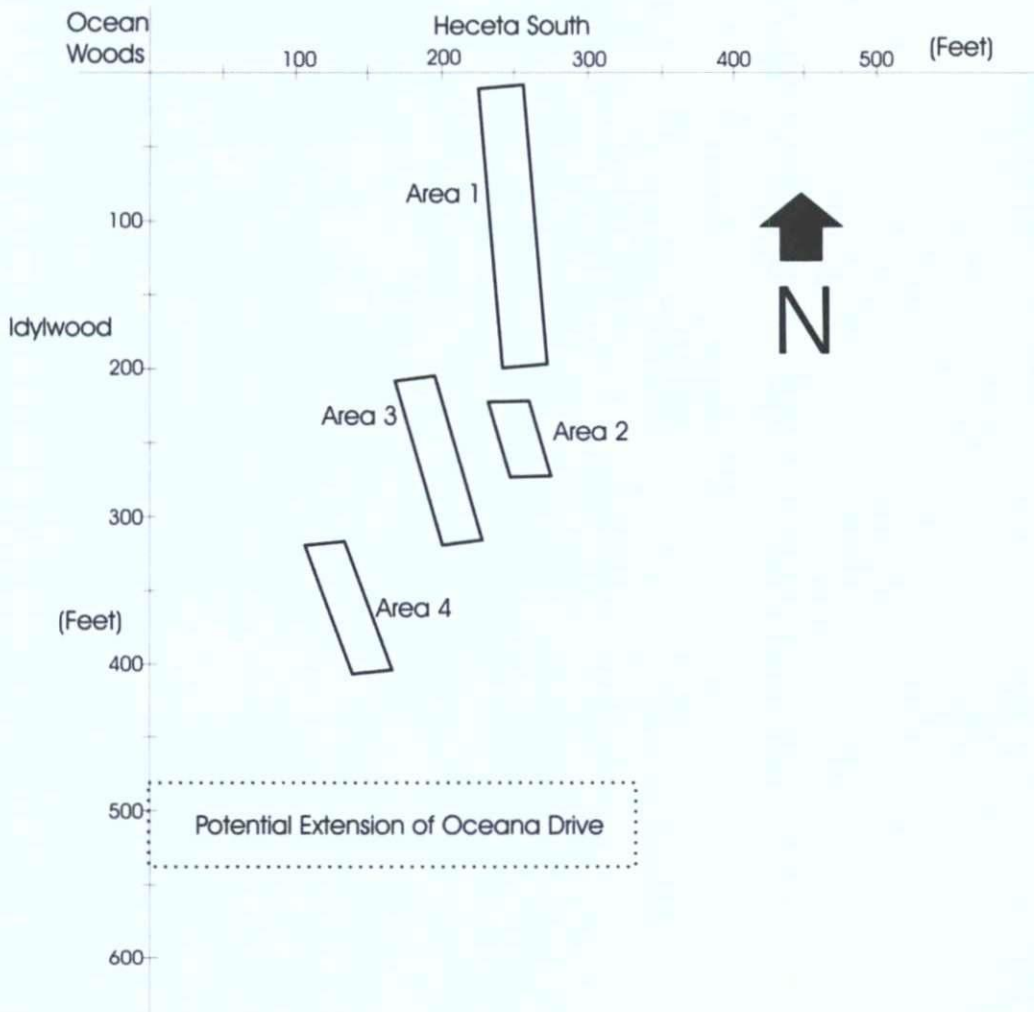 Ocean
Woods
Heceta South
100
200
300
400
500
(Feet)
Area 1
100
N
Idylwood
200
Area 3
Area 2
300
Area 4
(Feet)
400
500
Potential Extension of Oceana Drive
600